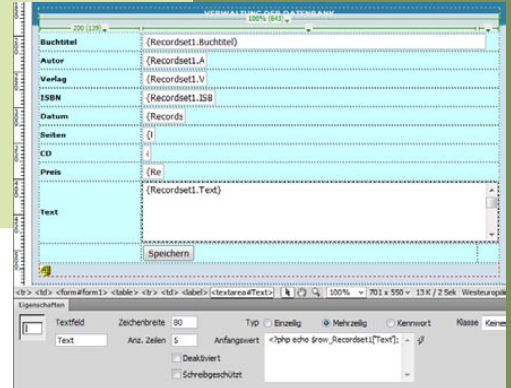 VERWALTUNG DER DATENBANK
100% (643)
200 (139)
Buchtitel {Recordset1.Buchtitel}
Autor {Recordset1.A
Verlag {Recordset1.V
ISBN {Recordset1.ISB
Datum {Records
Seiten {I
CD
Preis {Re
Text {Recordset1.Text}
Speichern
<tr> <td> <form#form1> <table> <tr> <td> <label> <textarea#Text> 100% 701 x 550 13 K / 2 Sek Westeuropäi
Eigenschaften
Textfeld Zeichenbreite 80 Typ Einzeilig Mehrzeilig Kennwort Klasse Keine
Text Anz. Zeilen 5 Anfangswert <?php echo $row_Recordset1['Text'];
Deaktiviert
Schreibgeschützt